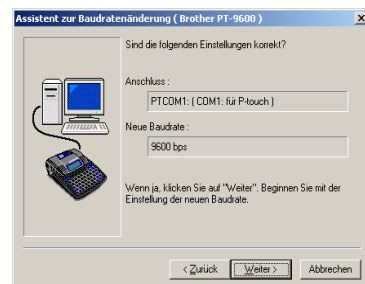 Assistent zur Baudratenänderung ( Brother PT-9600 )
Sind die folgenden Einstellungen korrekt?
Anschluss :
PTCOM1: ( COM1: für P-touch )
Neue Baudrate :
9600 bps
Wenn ja, klicken Sie auf "Weiter". Beginnen Sie mit der
Einstellung der neuen Baudrate.
< Zurück
Weiter >
Abbrechen